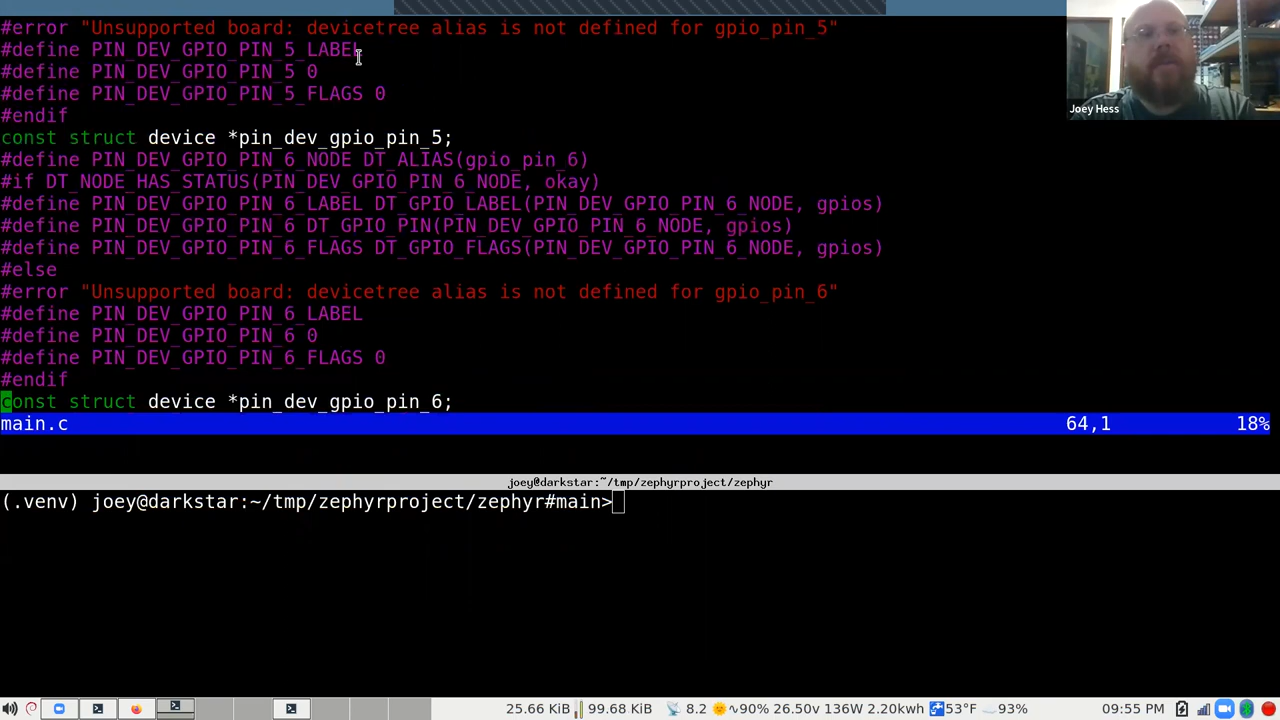 #error "Unsupported board: devicetree alias is not defined for gpio_pin_5"
#define PIN_DEV_GPIO_PIN_5_LABEL
#define PIN_DEV_GPIO_PIN_5 0
#define PIN_DEV_GPIO_PIN_5_FLAGS 0
#endif
const struct device *pin_dev_gpio_pin_5;
#define PIN_DEV_GPIO_PIN_6_NODE DT_ALIAS(gpio_pin_6)
#if DT_NODE_HAS_STATUS(PIN_DEV_GPIO_PIN_6_NODE, okay)
#define PIN_DEV_GPIO_PIN_6_LABEL DT_GPIO_LABEL(PIN_DEV_GPIO_PIN_6_NODE, gpios)
#define PIN_DEV_GPIO_PIN_6 DT_GPIO_PIN(PIN_DEV_GPIO_PIN_6_NODE, gpios)
#define PIN_DEV_GPIO_PIN_6_FLAGS DT_GPIO_FLAGS(PIN_DEV_GPIO_PIN_6_NODE, gpios)
#else
#error "Unsupported board: devicetree alias is not defined for gpio_pin_6"
#define PIN_DEV_GPIO_PIN_6_LABEL
#define PIN_DEV_GPIO_PIN_6 0
#define PIN_DEV_GPIO_PIN_6_FLAGS 0
#endif
const struct device *pin_dev_gpio_pin_6;
main.c 64,1 18%
joey@darkstar:~/tmp/zephyrproject/zephyr
(.venv) joey@darkstar:~/tmp/zephyrproject/zephyr#main>
Joey Hess
25.66 KiB 99.68 KiB 8.2 90% 26.50v 136W 2.20kwh 53°F 93% 09:55 PM